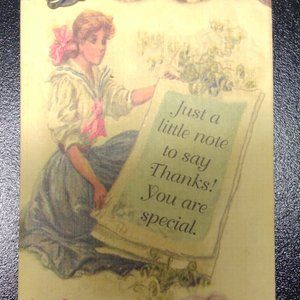 Just a
little note
to say
Thanks!
You are
special.